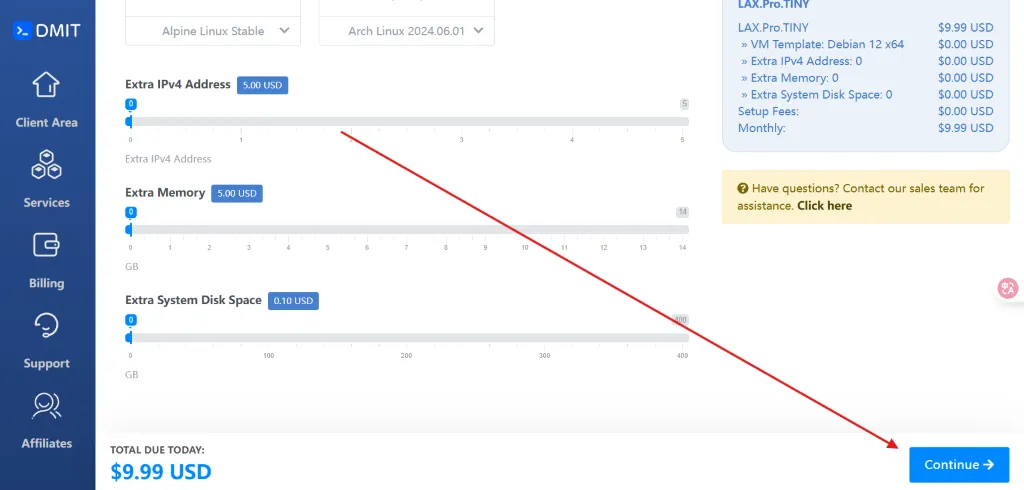 DMIT
Client Area
Services
Billing
Support
Affiliates
Alpine Linux Stable
Arch Linux 2024.06.01
Extra IPv4 Address 5.00 USD
0 5
0 1 3 4 5
Extra IPv4 Address
Extra Memory 5.00 USD
0 14
0 1 2 3 4 5 6 7 8 9 10 11 12 13 14
GB
Extra System Disk Space 0.10 USD
0 400
0 100 200 300 400
GB
LAX.Pro.TINY
LAX.Pro.TINY $9.99 USD
» VM Template: Debian 12 x64 $0.00 USD
» Extra IPv4 Address: 0 $0.00 USD
» Extra Memory: 0 $0.00 USD
» Extra System Disk Space: 0 $0.00 USD
Setup Fees: $0.00 USD
Monthly: $9.99 USD
Have questions? Contact our sales team for
assistance. Click here
TOTAL DUE TODAY:
$9.99 USD
Continue →